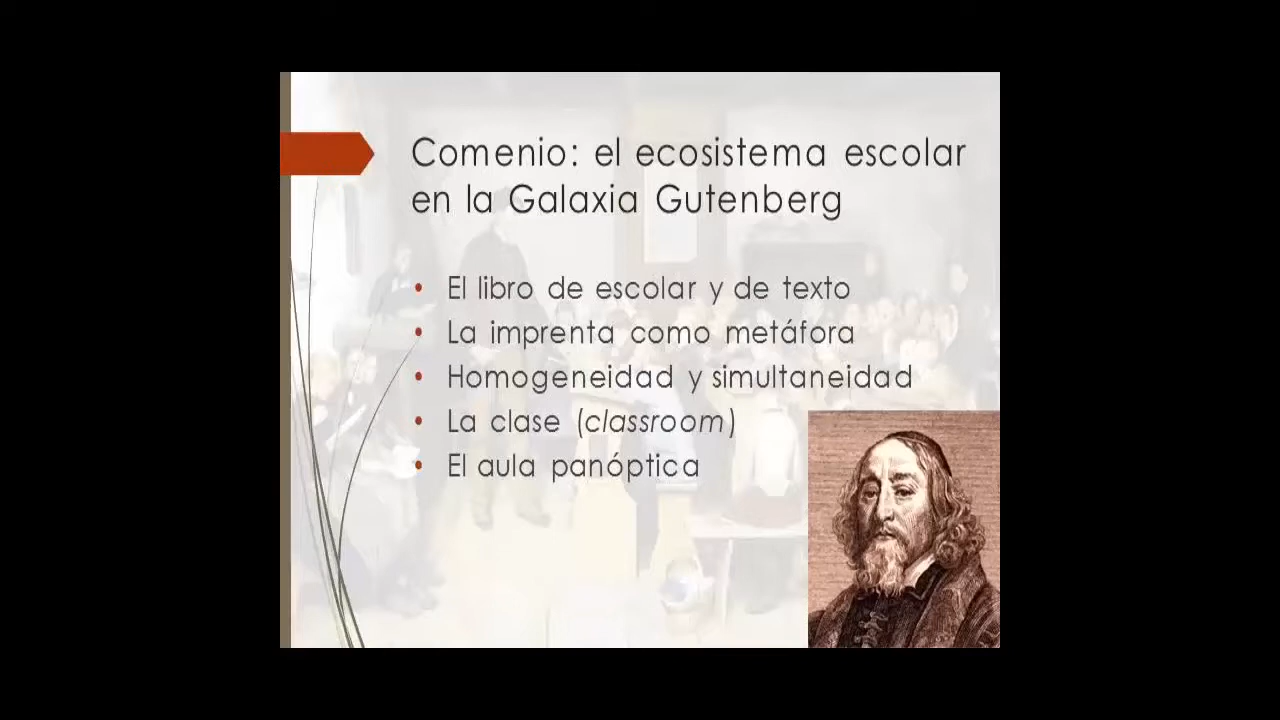 Comenio: el ecosistema escolar
en la Galaxia Gutenberg
• El libro de escolar y de texto
• La imprenta como metáfora
• Homogeneidad y simultaneidad
• La clase (classroom)
• El aula panóptica